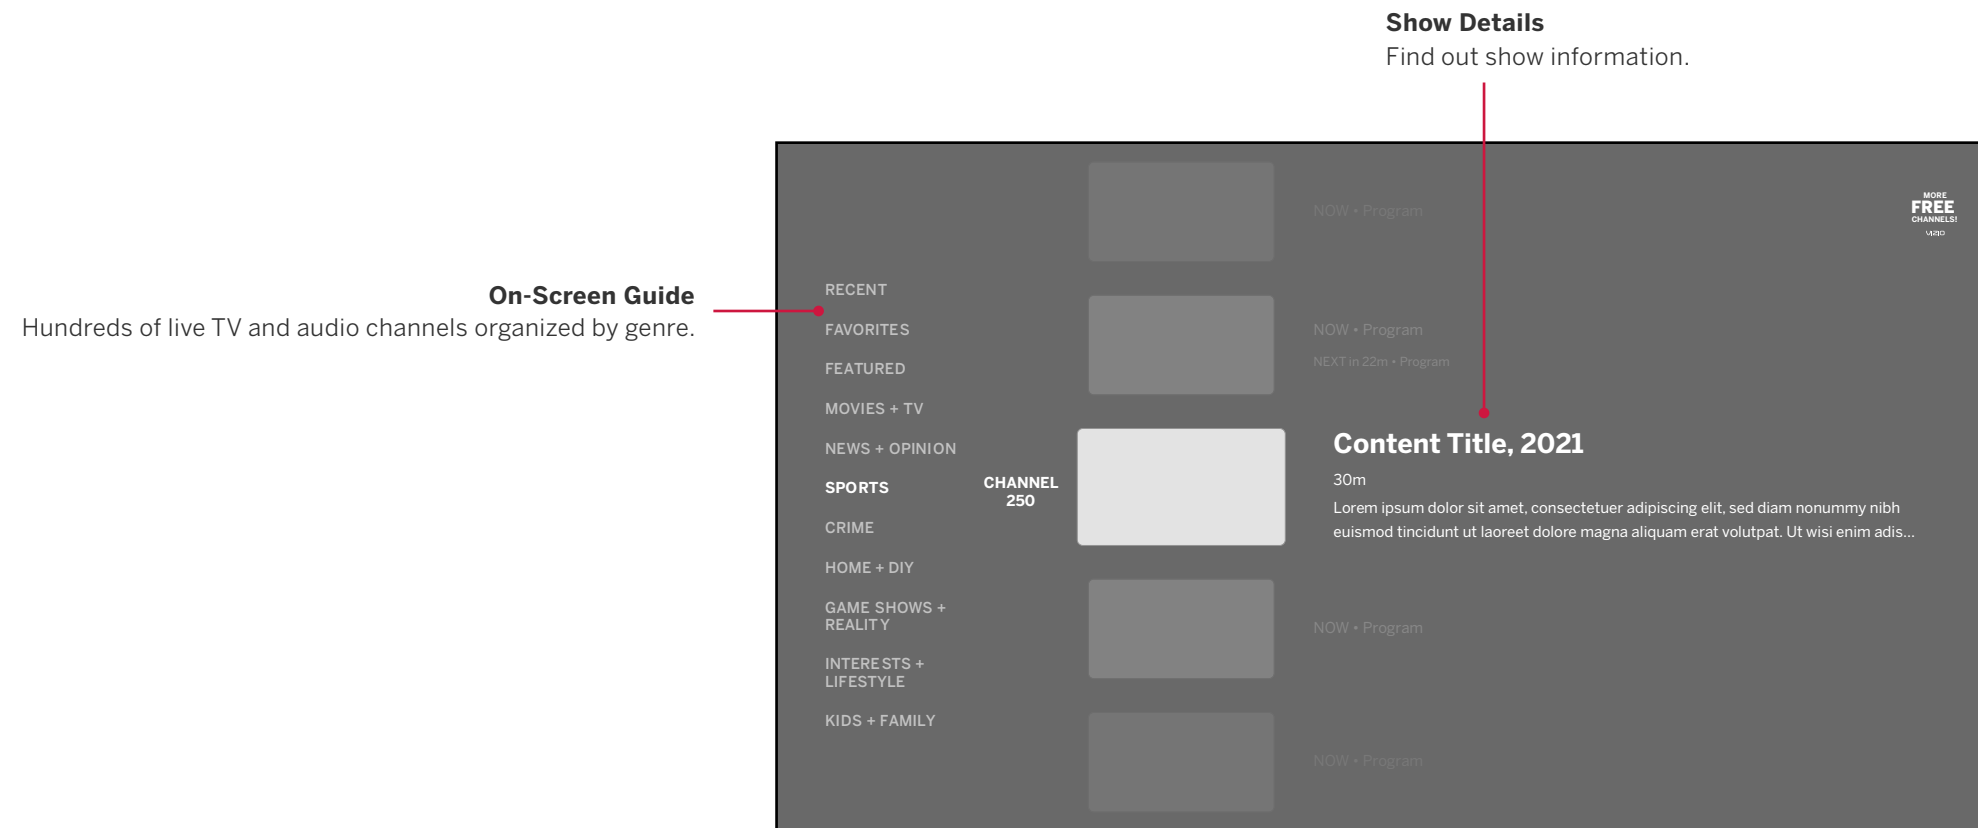 Show Details
Find out show information.
On-Screen Guide
Hundreds of live TV and audio channels organized by genre.
RECENT
FAVORITES
FEATURED
MOVIES + TV
NEWS + OPINION
SPORTS
CRIME
HOME + DIY
GAME SHOWS +
REALITY
INTERESTS +
LIFESTYLE
KIDS + FAMILY
CHANNEL
250
NOW • Program
NOW • Program
NEXT in 22m • Program
Content Title, 2021
30m
Lorem ipsum dolor sit amet, consectetuer adipiscing elit, sed diam nonummy nibh
euismod tincidunt ut laoreet dolore magna aliquam erat volutpat. Ut wisi enim adis...
NOW • Program
NOW • Program
MORE
FREE
CHANNELS!
VIZIO